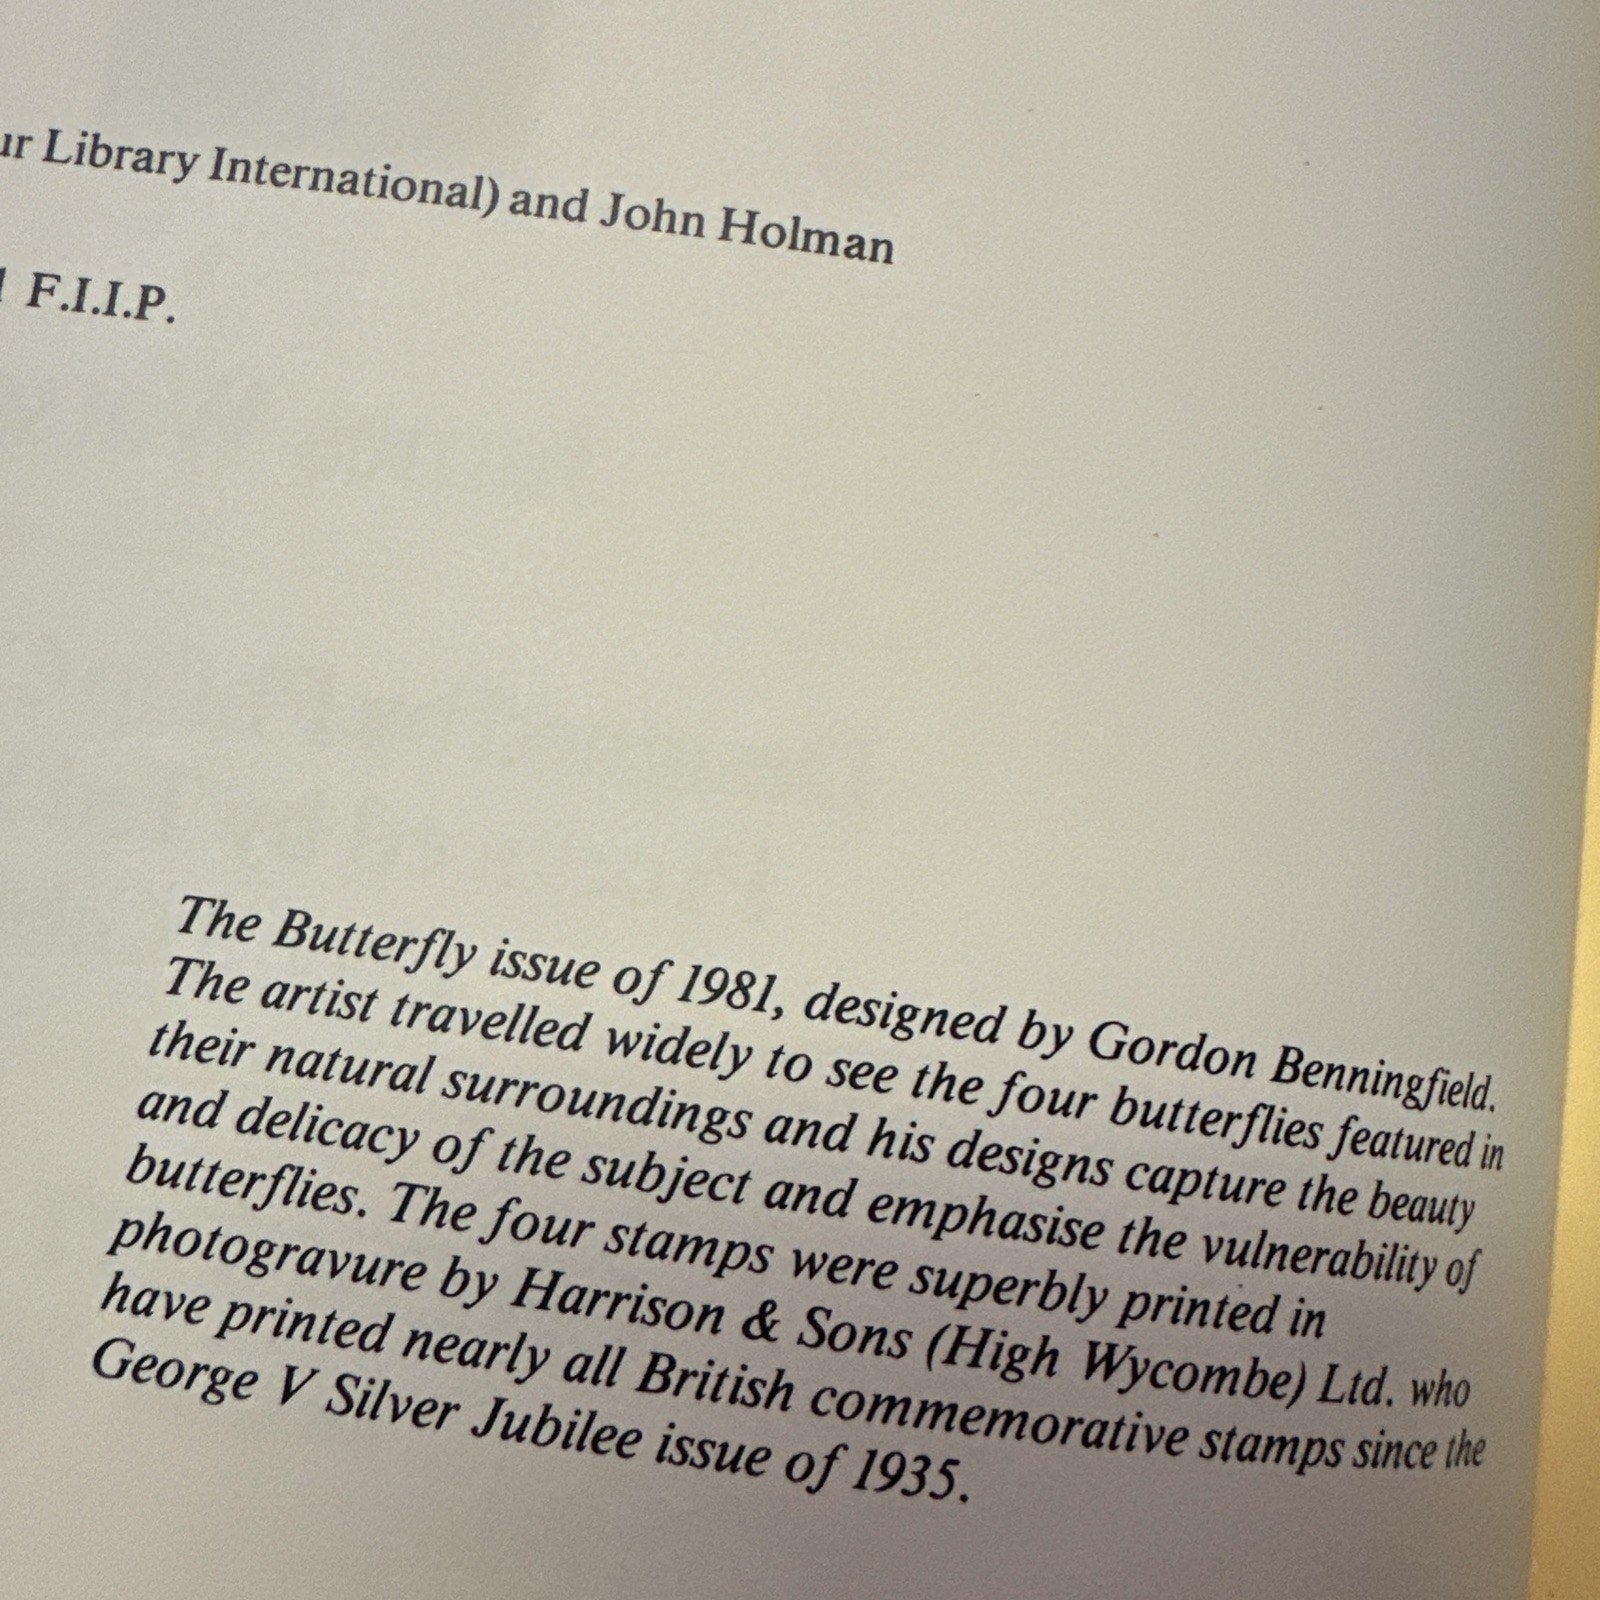 Library International) and John Holman
F.I.I.P.
The Butterfly issue of 1981, designed by Gordon Benningfield.
The artist travelled widely to see the four butterflies featured in
their natural surroundings and his designs capture the beauty
and delicacy of the subject and emphasise the vulnerability of
butterflies. The four stamps were superbly printed in
photogravure by Harrison & Sons (High Wycombe) Ltd. who
have printed nearly all British commemorative stamps since the
George V Silver Jubilee issue of 1935.